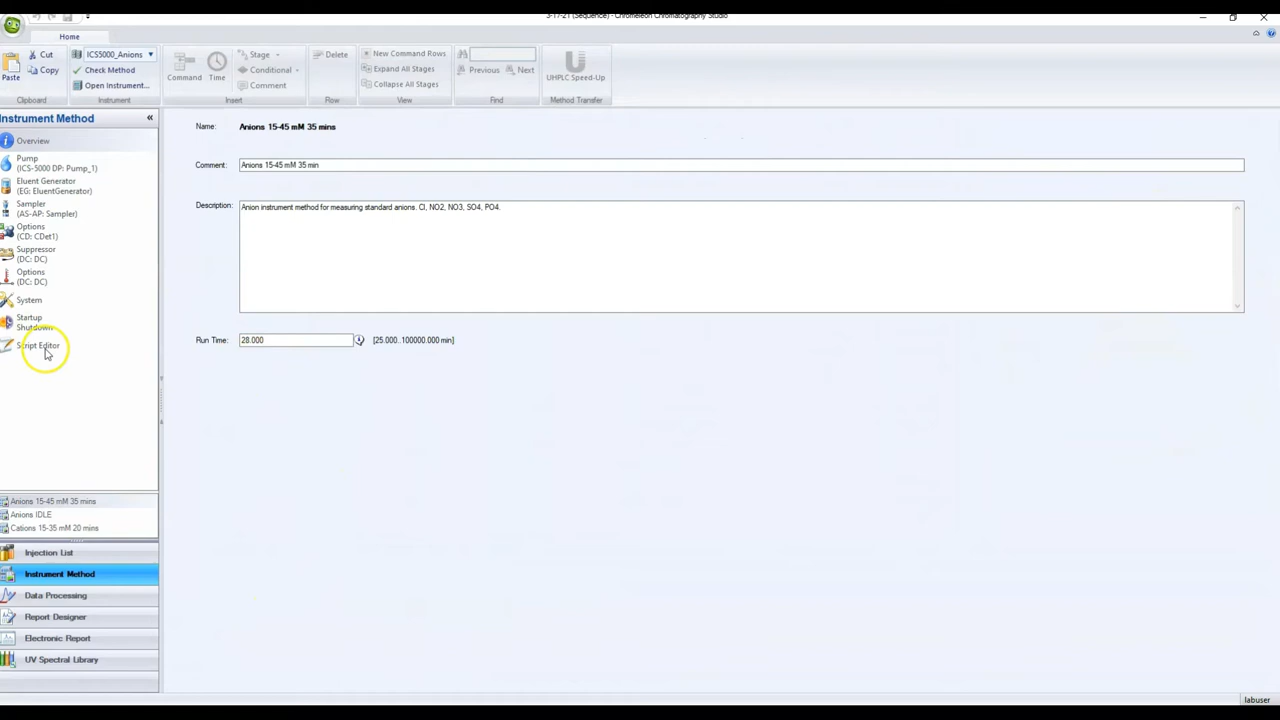 3-17-21 (Sequence) - Chromeleon Chromatography Studio
Home
Paste
Cut
Copy
Clipboard
ICS5000_Anions
Check Method
Open Instrument...
Instrument
Command
Time
Stage
Conditional
Comment
Insert
Delete
Row
New Command Rows
Expand All Stages
Collapse All Stages
View
Previous
Next
Find
UHPLC Speed-Up
Method Transfer
Instrument Method
«
Overview
Pump
(ICS-5000 DP: Pump_1)
Eluent Generator
(EG: EluentGenerator)
Sampler
(AS-AP: Sampler)
Options
(CD: CDet1)
Suppressor
(DC: DC)
Options
(DC: DC)
System
Startup
Shutdown
Script Editor
Anions 15-45 mM 35 mins
Anions IDLE
Cations 15-35 mM 20 mins
Injection List
Instrument Method
Data Processing
Report Designer
Electronic Report
UV Spectral Library
Name: Anions 15-45 mM 35 mins
Comment: Anions 15-45 mM 35 min
Description: Anion instrument method for measuring standard anions. Cl, NO2, NO3, SO4, PO4.
Run Time: 28.000 [25.000..100000.000 min]
labuser